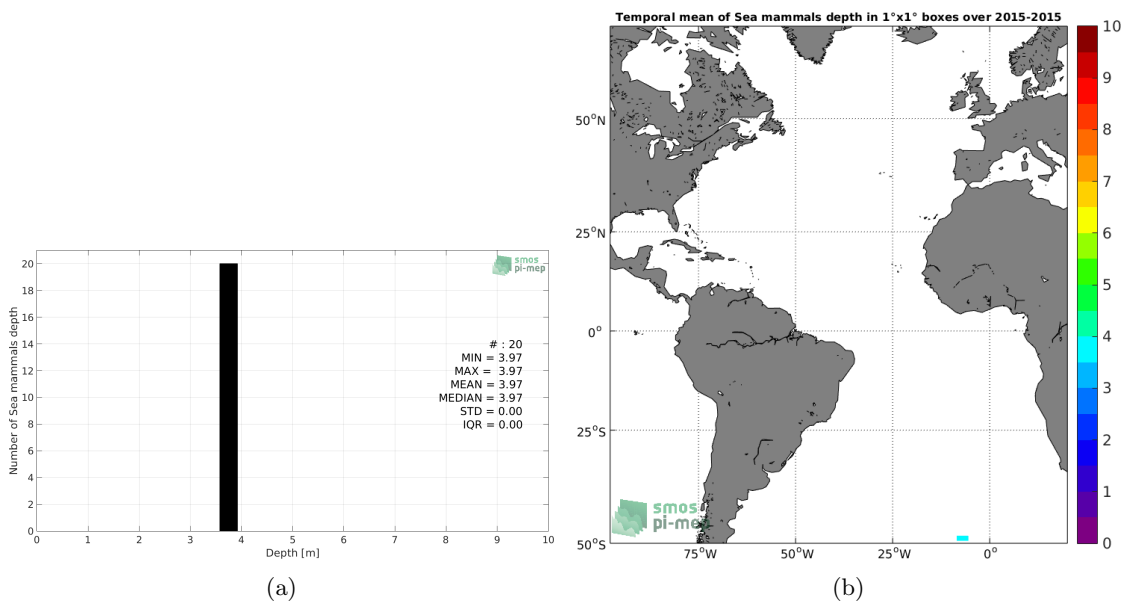 Temporal mean of Sea mammals depth in 1°x1° boxes over 2015-2015
smos
pi-mep
# : 20
MIN = 3.97
MAX = 3.97
MEAN = 3.97
MEDIAN = 3.97
STD = 0.00
IQR = 0.00
Number of Sea mammals depth
20
18
16
14
12
10
8
6
4
2
0
0 1 2 3 4 5 6 7 8 9 10
Depth [m]
(a)
50°N
25°N
0°
25°S
50°S
75°W 50°W 25°W 0°
smos
pi-mep
10
9
8
7
6
5
4
3
2
1
0
(b)